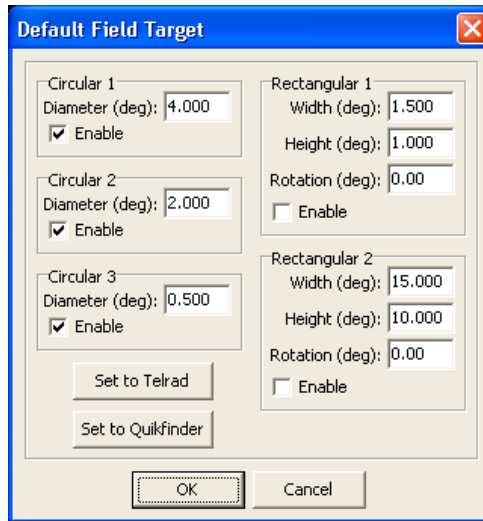 Default Field Target
Circular 1
Diameter (deg): 4.000
Enable
Circular 2
Diameter (deg): 2.000
Enable
Circular 3
Diameter (deg): 0.500
Enable
Set to Telrad
Set to Quikfinder
Rectangular 1
Width (deg): 1.500
Height (deg): 1.000
Rotation (deg): 0.00
Enable
Rectangular 2
Width (deg): 15.000
Height (deg): 10.000
Rotation (deg): 0.00
Enable
OK
Cancel